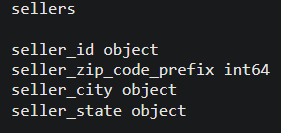 sellers
seller_id object
seller_zip_code_prefix int64
seller_city object
seller_state object